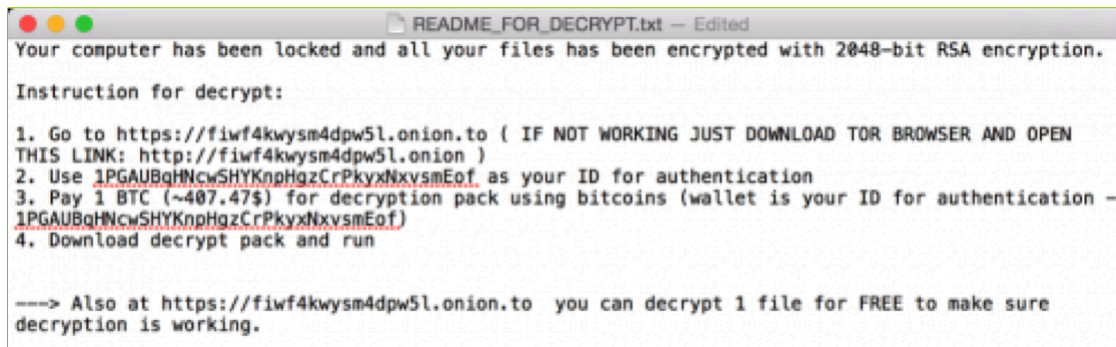 README_FOR_DECRYPT.txt — Edited
Your computer has been locked and all your files has been encrypted with 2048-bit RSA encryption.
Instruction for decrypt:
1. Go to https://fiwf4kwysm4dpw5l.onion.to ( IF NOT WORKING JUST DOWNLOAD TOR BROWSER AND OPEN
THIS LINK: http://fiwf4kwysm4dpw5l.onion )
2. Use 1PGAUBqHNcwSHYKnpHgzCrPkyxNxvsmEof as your ID for authentication
3. Pay 1 BTC (~407.47$) for decryption pack using bitcoins (wallet is your ID for authentication –
1PGAUBqHNcwSHYKnpHgzCrPkyxNxvsmEof)
4. Download decrypt pack and run
---> Also at https://fiwf4kwysm4dpw5l.onion.to  you can decrypt 1 file for FREE to make sure
decryption is working.